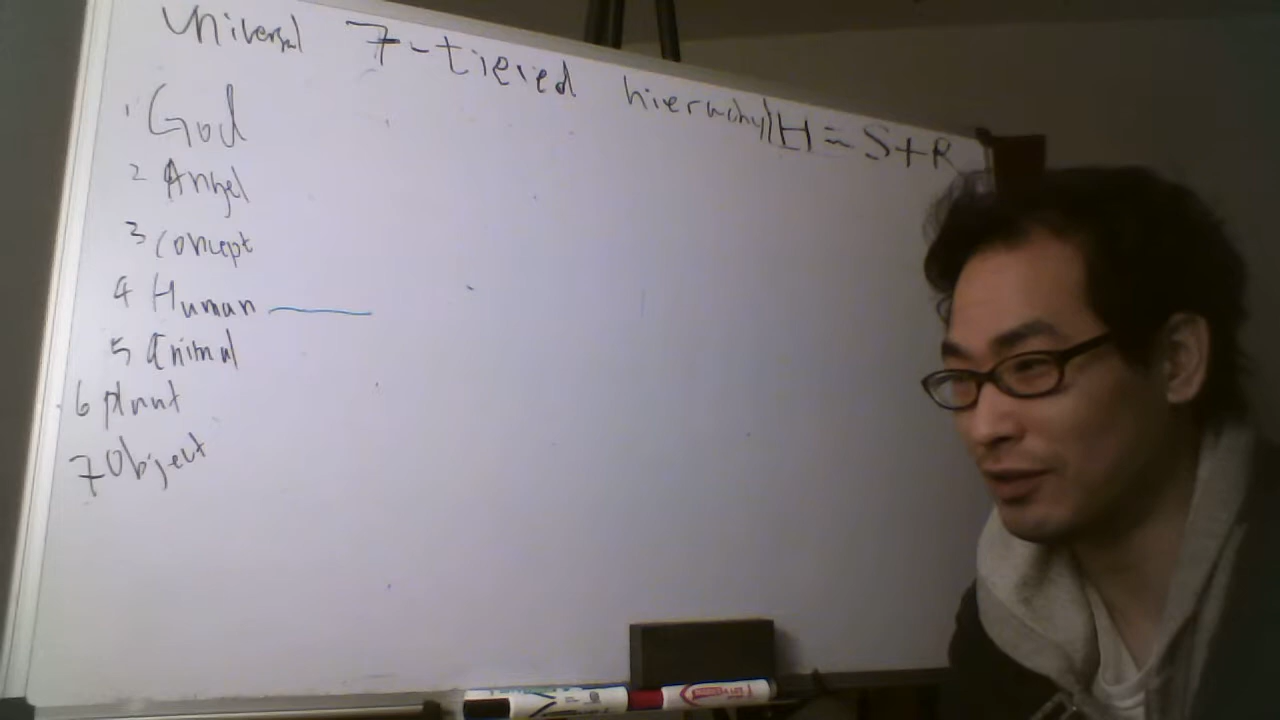 Universal 7-tiered hierarchy H = S+R
1 God
2 Angel
3 concept
4 Human
5 Animal
6 plant
7 Object